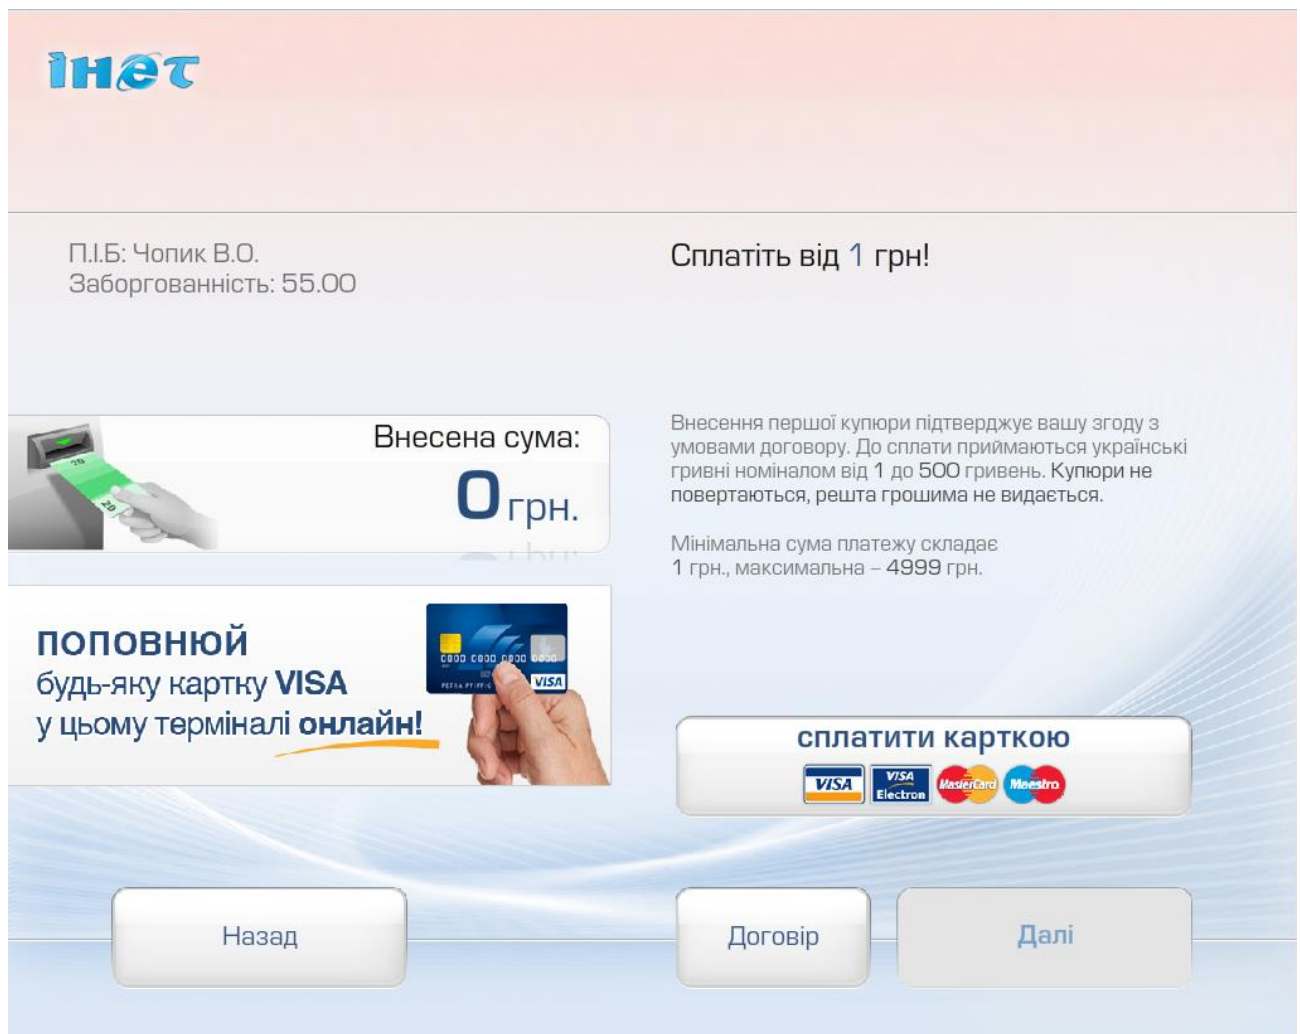 інет
П.І.Б: Чопик В.О.
Заборгованність: 55.00
Сплатіть від 1 грн!
Внесена сума:
0 грн.
Внесення першої купюри підтверджує вашу згоду з
умовами договору. До сплати приймаються українські
гривні номіналом від 1 до 500 гривень. Купюри не
повертаються, решта грошима не видається.
Мінімальна сума платежу складає
1 грн., максимальна – 4999 грн.
20
20
поповнюй
будь-яку картку VISA
у цьому терміналі онлайн!
VISA
сплатити карткою
VISA
VISA
Electron
MasterCard
Maestro
Назад
Договір
Далі